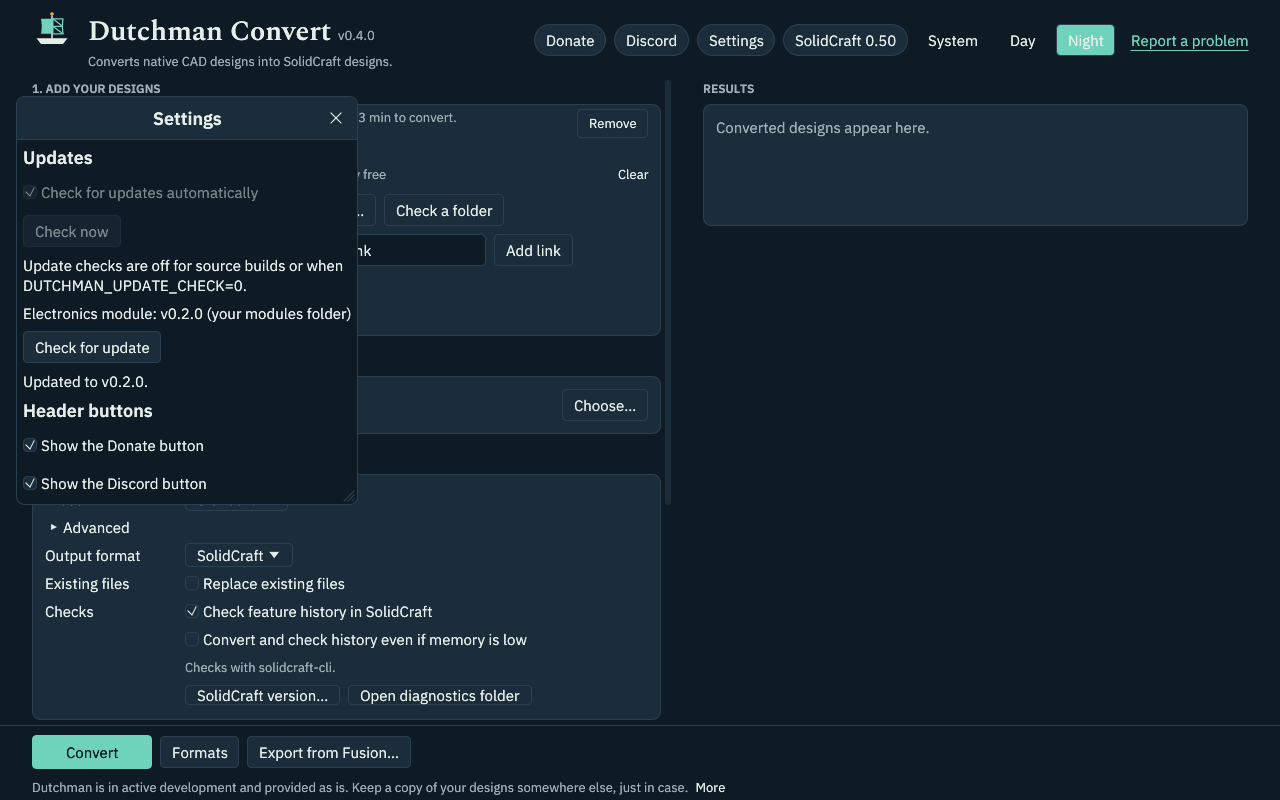 Dutchman Convert v0.4.0
Converts native CAD designs into SolidCraft designs.
Donate
Discord
Settings
SolidCraft 0.50
System
Day
Night
Report a problem
1. ADD YOUR DESIGNS
3 min to convert.
Remove
free
Clear
...
Check a folder
nk
Add link
Choose...
Settings
Updates
Check for updates automatically
Check now
Update checks are off for source builds or when
DUTCHMAN_UPDATE_CHECK=0.
Electronics module: v0.2.0 (your modules folder)
Check for update
Updated to v0.2.0.
Header buttons
Show the Donate button
Show the Discord button
Advanced
Output format
SolidCraft
Existing files
Replace existing files
Checks
Check feature history in SolidCraft
Convert and check history even if memory is low
Checks with solidcraft-cli.
SolidCraft version...
Open diagnostics folder
RESULTS
Converted designs appear here.
Convert
Formats
Export from Fusion...
Dutchman is in active development and provided as is. Keep a copy of your designs somewhere else, just in case. More